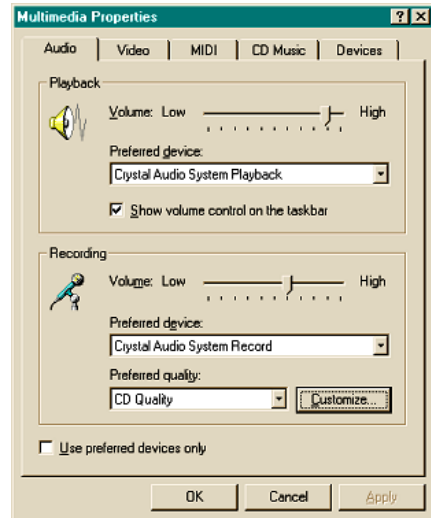 Multimedia Properties ? ×
Audio Video MIDI CD Music Devices
Playback
Volume: Low High
Preferred device:
Crystal Audio System Playback
Show volume control on the taskbar
Recording
Volume: Low High
Preferred device:
Crystal Audio System Record
Preferred quality:
CD Quality Customize...
Use preferred devices only
OK Cancel Apply